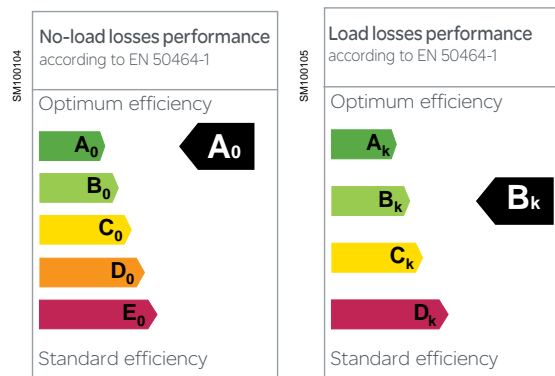 SM100104
No-load losses performance
according to EN 50464-1
Optimum efficiency
A0
A0
B0
C0
D0
E0
Standard efficiency
SM100105
Load losses performance
according to EN 50464-1
Optimum efficiency
Ak
Bk
Bk
Ck
Dk
Standard efficiency